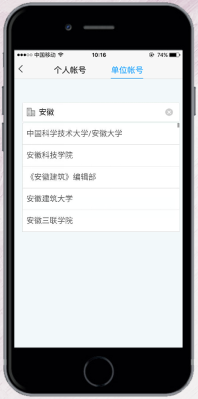 中国移动 10:16 74%
个人帐号 单位帐号
安徽
中国科学技术大学/安徽大学
安徽科技学院
《安徽建筑》编辑部
安徽建筑大学
安徽三联学院